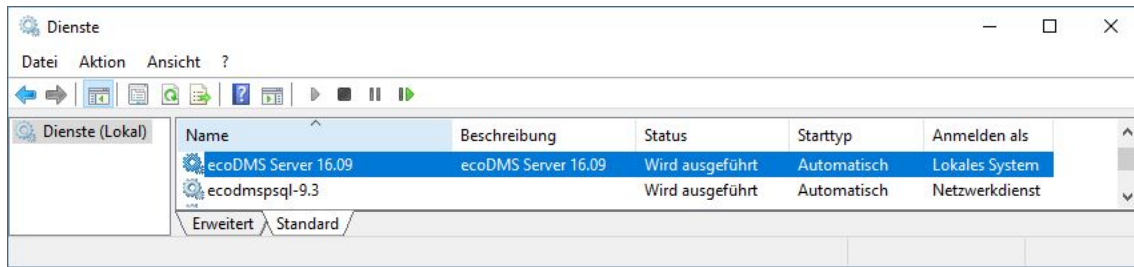 Dienste
Datei Aktion Ansicht ?
Dienste (Lokal)
Name Beschreibung Status Starttyp Anmelden als
ecoDMS Server 16.09 ecoDMS Server 16.09 Wird ausgeführt Automatisch Lokales System
ecodmspsql-9.3 Wird ausgeführt Automatisch Netzwerkdienst
Erweitert Standard